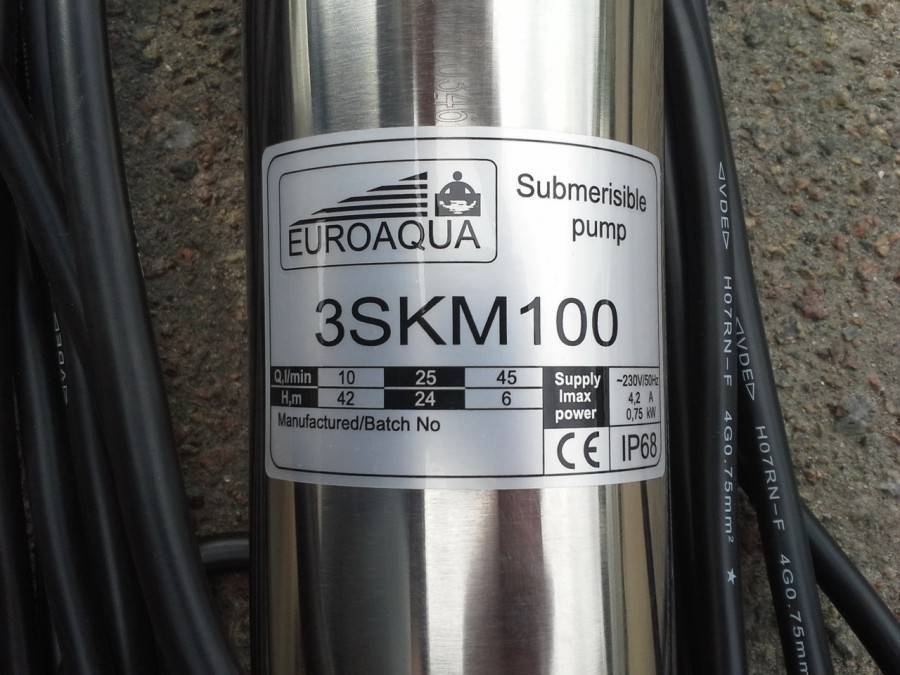 EUROAQUA
Submerisible
pump
3SKM100
Q,l/min 10 25 45
H,m 42 24 6
Manufactured/Batch No
Supply ~230V/50Hz
Imax 4,2 A
power 0,75 kW
CE IP68
◁VDE▷ H07RN-F 4G0.75mm² ★
◁VDE▷ H07RN-F 4G0.75mm